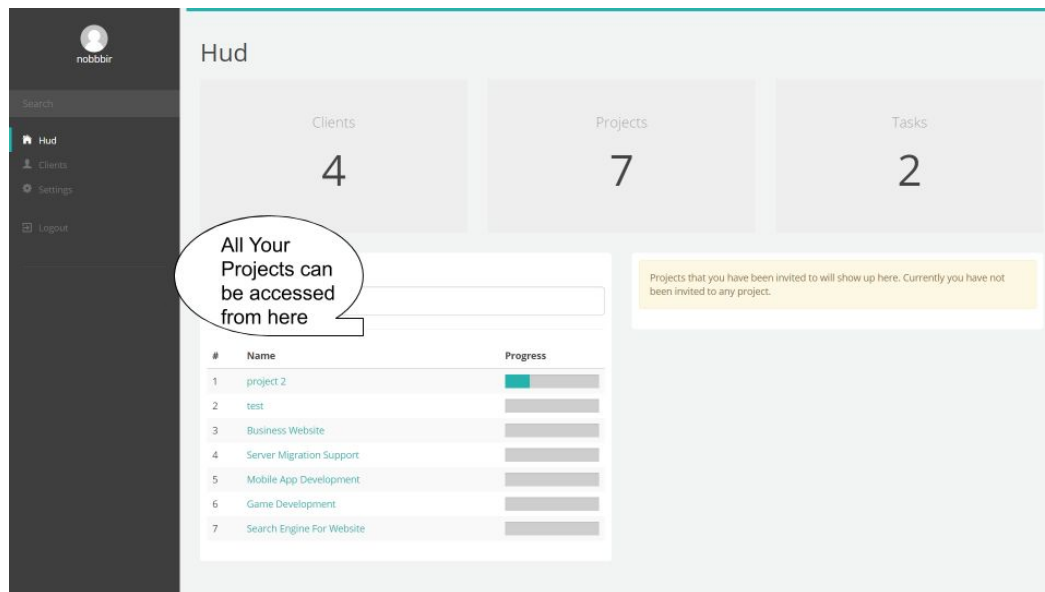 nobbbir
Search
Hud
Clients
Settings
Logout
Hud
Clients
4
Projects
7
Tasks
2
All Your
Projects can
be accessed
from here
Projects that you have been invited to will show up here. Currently you have not
been invited to any project.
# Name Progress
1 project 2
2 test
3 Business Website
4 Server Migration Support
5 Mobile App Development
6 Game Development
7 Search Engine For Website